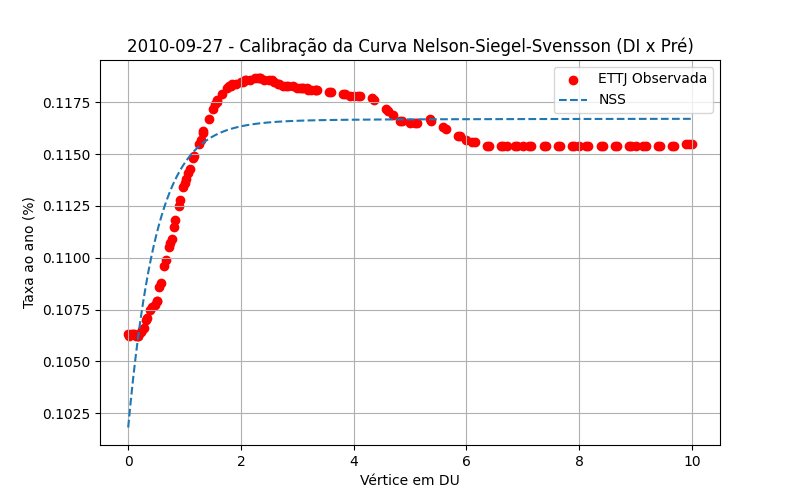 2010-09-27 - Calibração da Curva Nelson-Siegel-Svensson (DI x Pré)
ETTJ Observada
NSS
Taxa ao ano (%)
0.1175
0.1150
0.1125
0.1100
0.1075
0.1050
0.1025
0 2 4 6 8 10
Vértice em DU